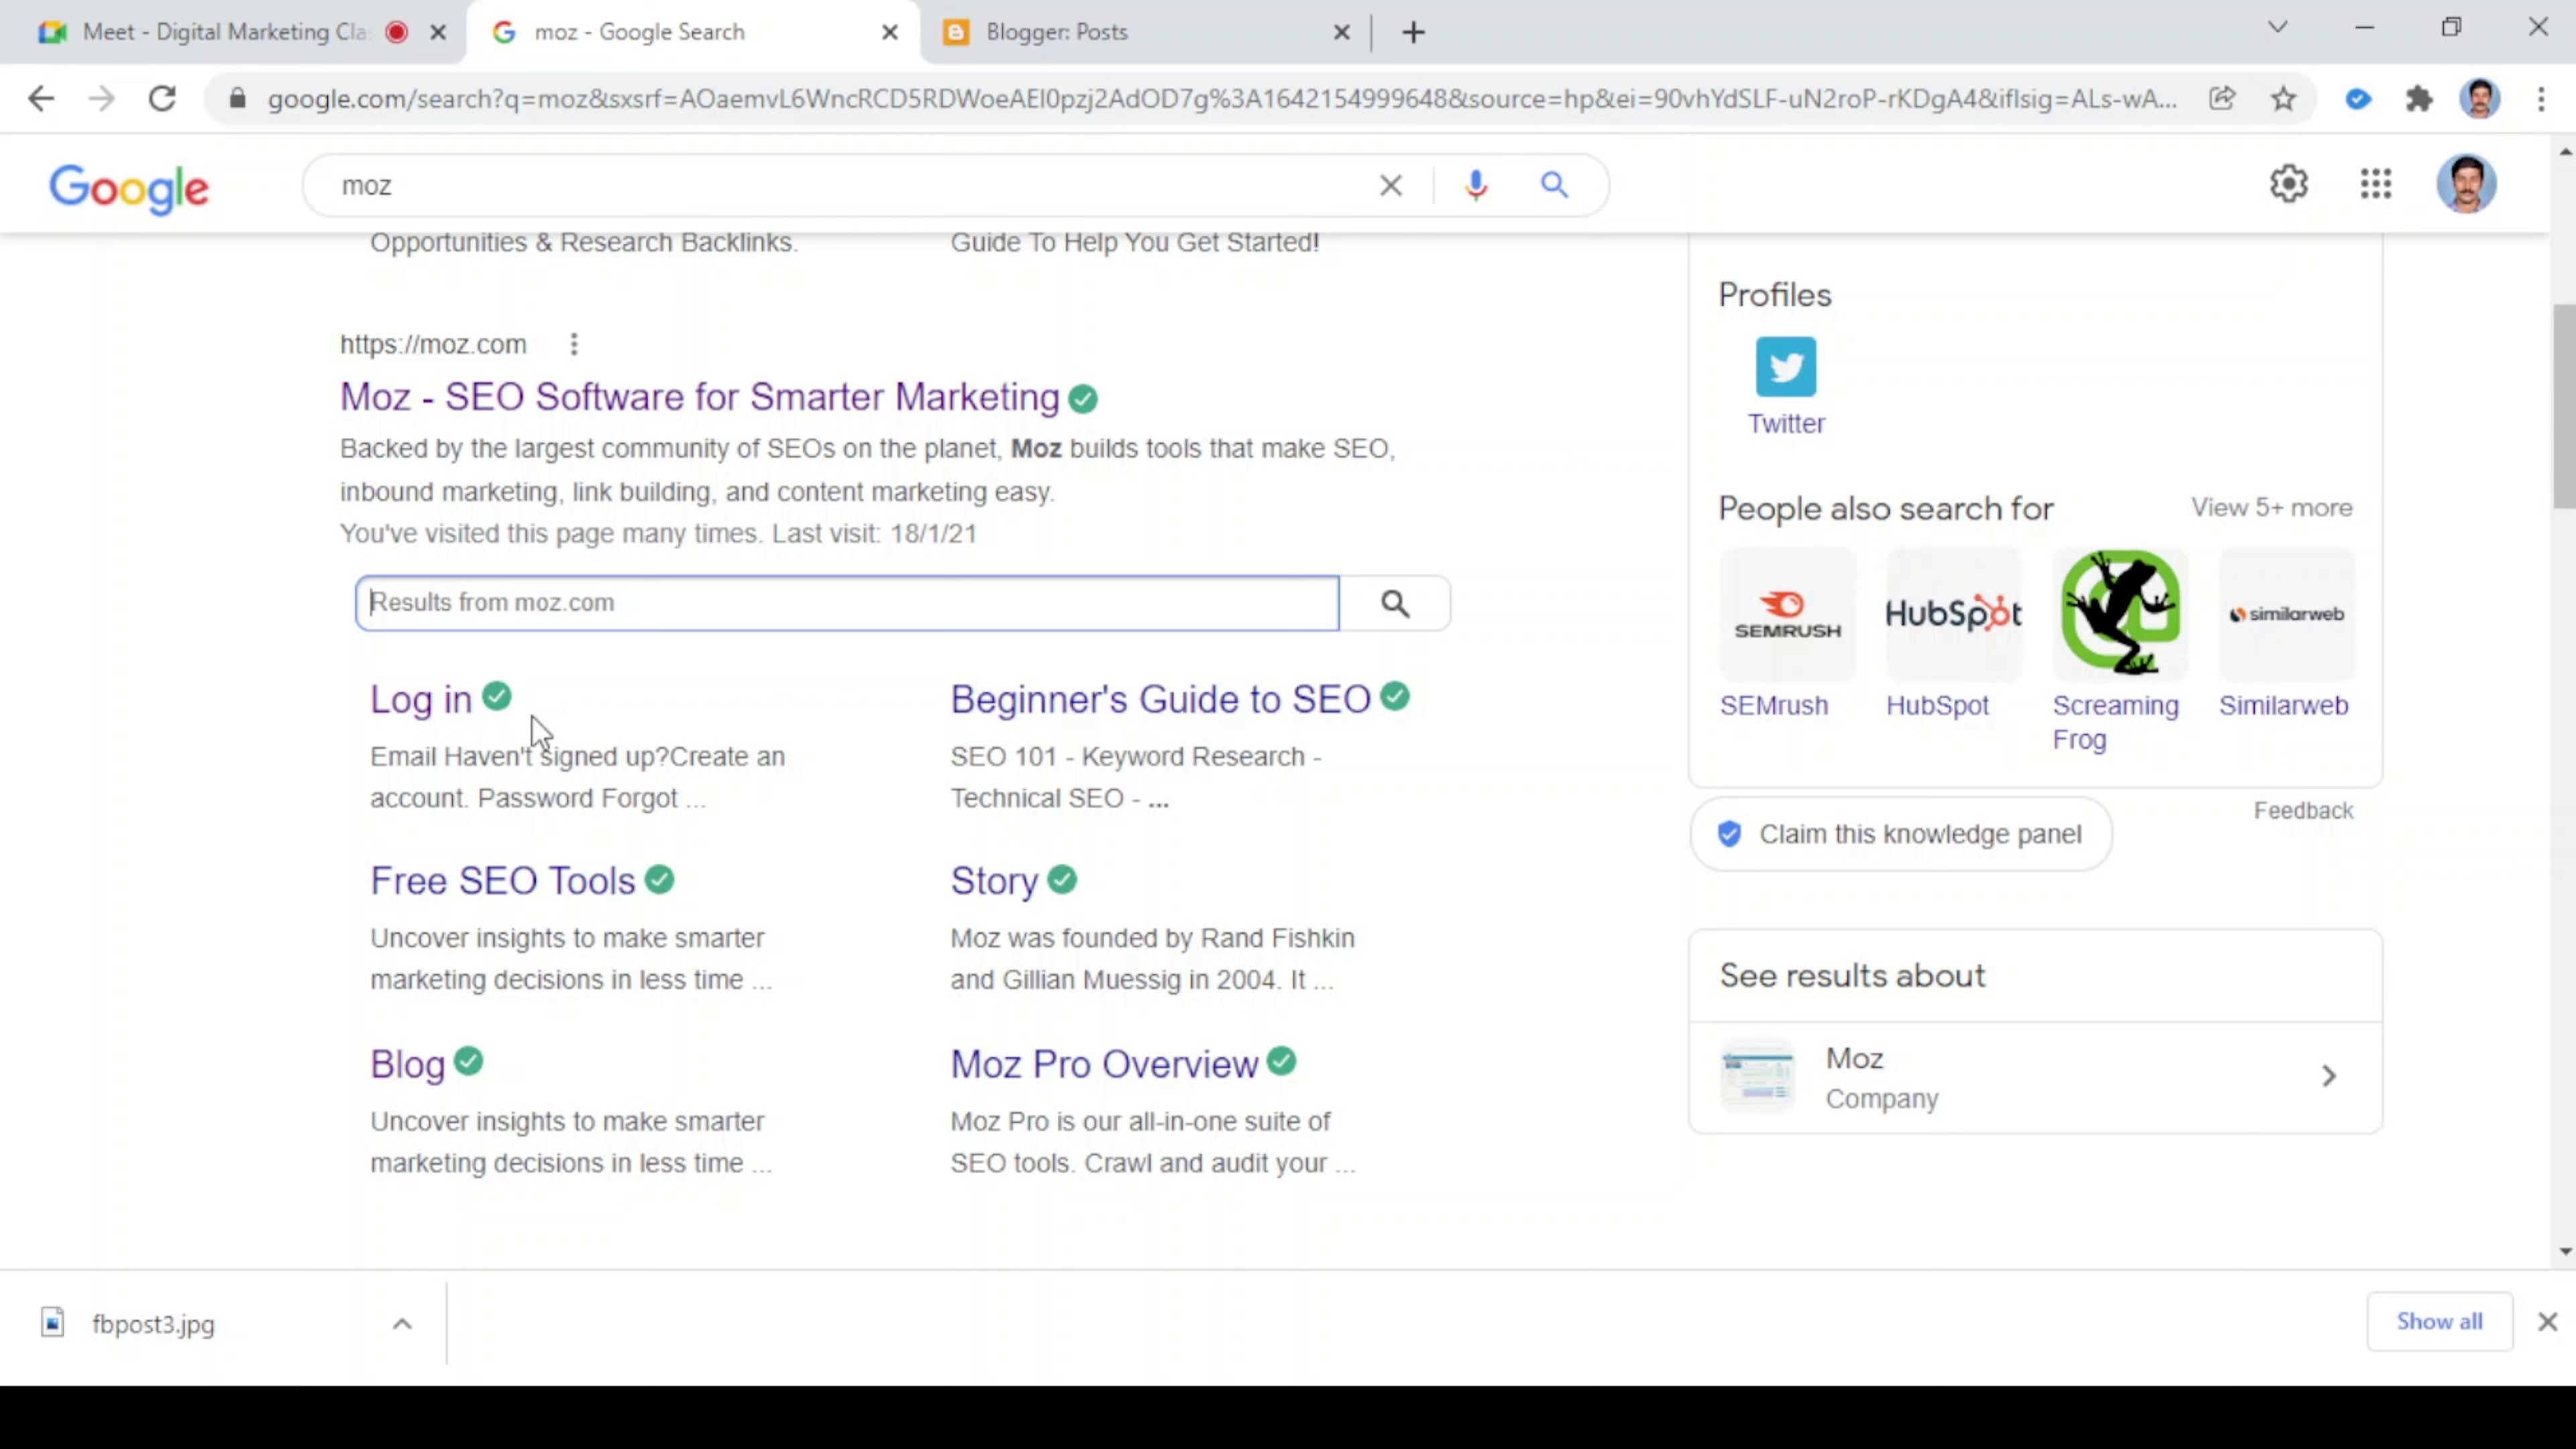 Meet - Digital Marketing Cla
moz - Google Search
Blogger: Posts
google.com/search?q=moz&sxsrf=AOaemvL6WncRCD5RDWoeAEl0pzj2AdOD7g%3A1642154999648&source=hp&ei=90vhYdSLF-uN2roP-rKDgA4&iflsig=ALs-wA...
Google
moz
Opportunities & Research Backlinks.
Guide To Help You Get Started!
https://moz.com
Moz - SEO Software for Smarter Marketing
Backed by the largest community of SEOs on the planet, Moz builds tools that make SEO,
inbound marketing, link building, and content marketing easy.
You've visited this page many times. Last visit: 18/1/21
Results from moz.com
Log in
Email Haven't signed up?Create an
account. Password Forgot ...
Beginner's Guide to SEO
SEO 101 - Keyword Research -
Technical SEO - ...
Free SEO Tools
Uncover insights to make smarter
marketing decisions in less time ...
Story
Moz was founded by Rand Fishkin
and Gillian Muessig in 2004. It ...
Blog
Uncover insights to make smarter
marketing decisions in less time ...
Moz Pro Overview
Moz Pro is our all-in-one suite of
SEO tools. Crawl and audit your ...
Profiles
Twitter
People also search for
View 5+ more
SEMRUSH
HubSpot
similarweb
SEMrush
HubSpot
Screaming
Frog
Similarweb
Feedback
Claim this knowledge panel
See results about
Moz
Company
fbpost3.jpg
Show all